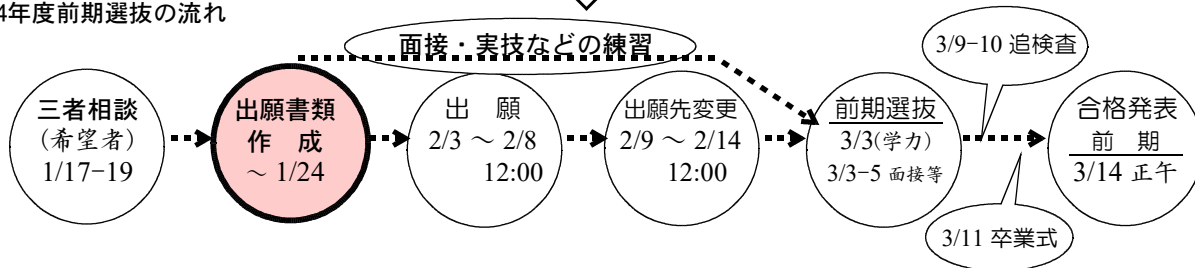 4年度前期選抜の流れ
面接・実技などの練習
3/9-10 追検査
三者相談
(希望者)
1/17-19
出願書類
作 成
～ 1/24
出 願
2/3 ～ 2/8
12:00
出願先変更
2/9 ～ 2/14
12:00
前期選抜
3/3(学力)
3/3-5 面接等
合格発表
前 期
3/14 正午
3/11 卒業式